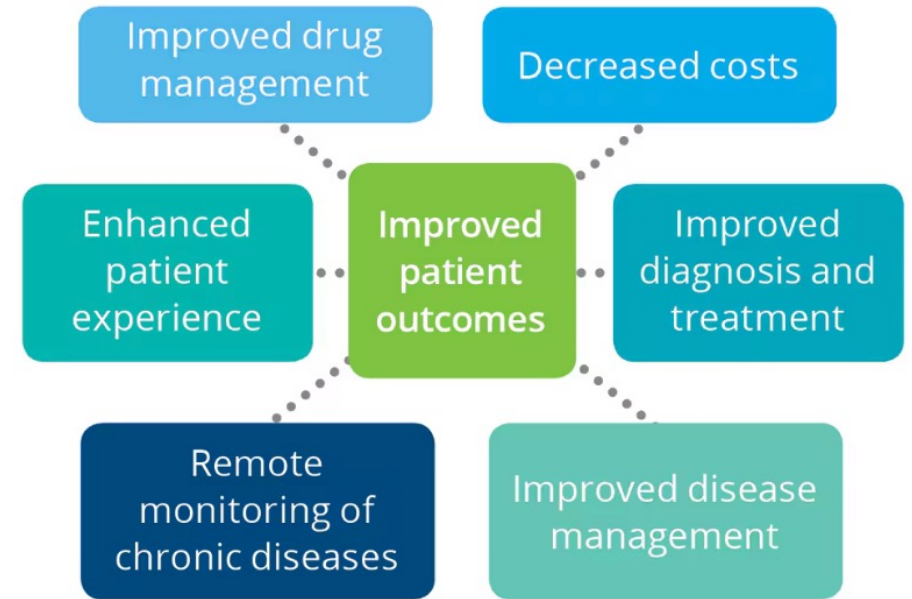 Improved drug
management
Decreased costs
Enhanced
patient
experience
Improved
patient
outcomes
Improved
diagnosis and
treatment
Remote
monitoring of
chronic diseases
Improved disease
management